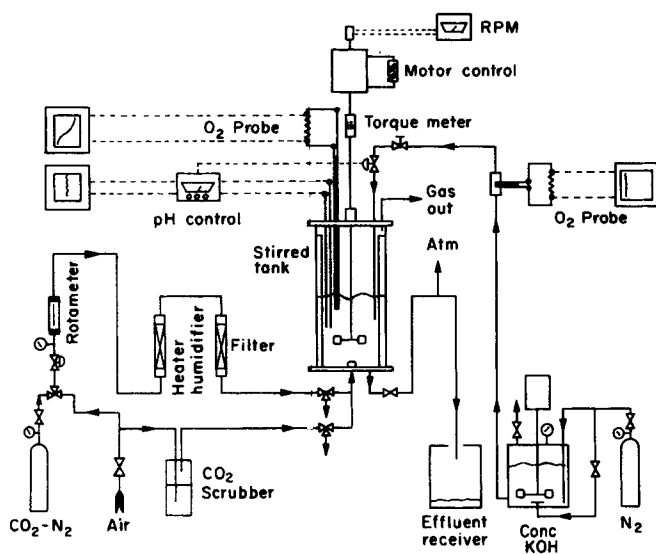 RPM
Motor control
O₂ Probe
Torque meter
pH control
Gas
out
O₂ Probe
Stirred
tank
Atm
Rotameter
Heater
humidifier
Filter
CO₂
Scrubber
CO₂-N₂
Air
Effluent
receiver
Conc
KOH
N₂